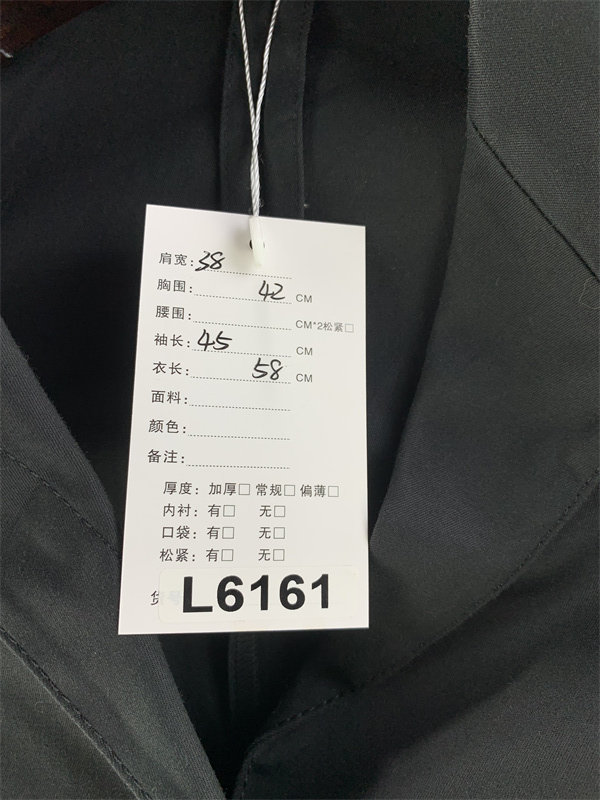 肩宽: 38
胸围: 42 CM
腰围: CM*2松紧□
袖长: 45 CM
衣长: 58 CM
面料:
颜色:
备注:
厚度: 加厚□ 常规□ 偏薄□
内衬: 有□ 无□
口袋: 有□ 无□
松紧: 有□ 无□
货号 L6161